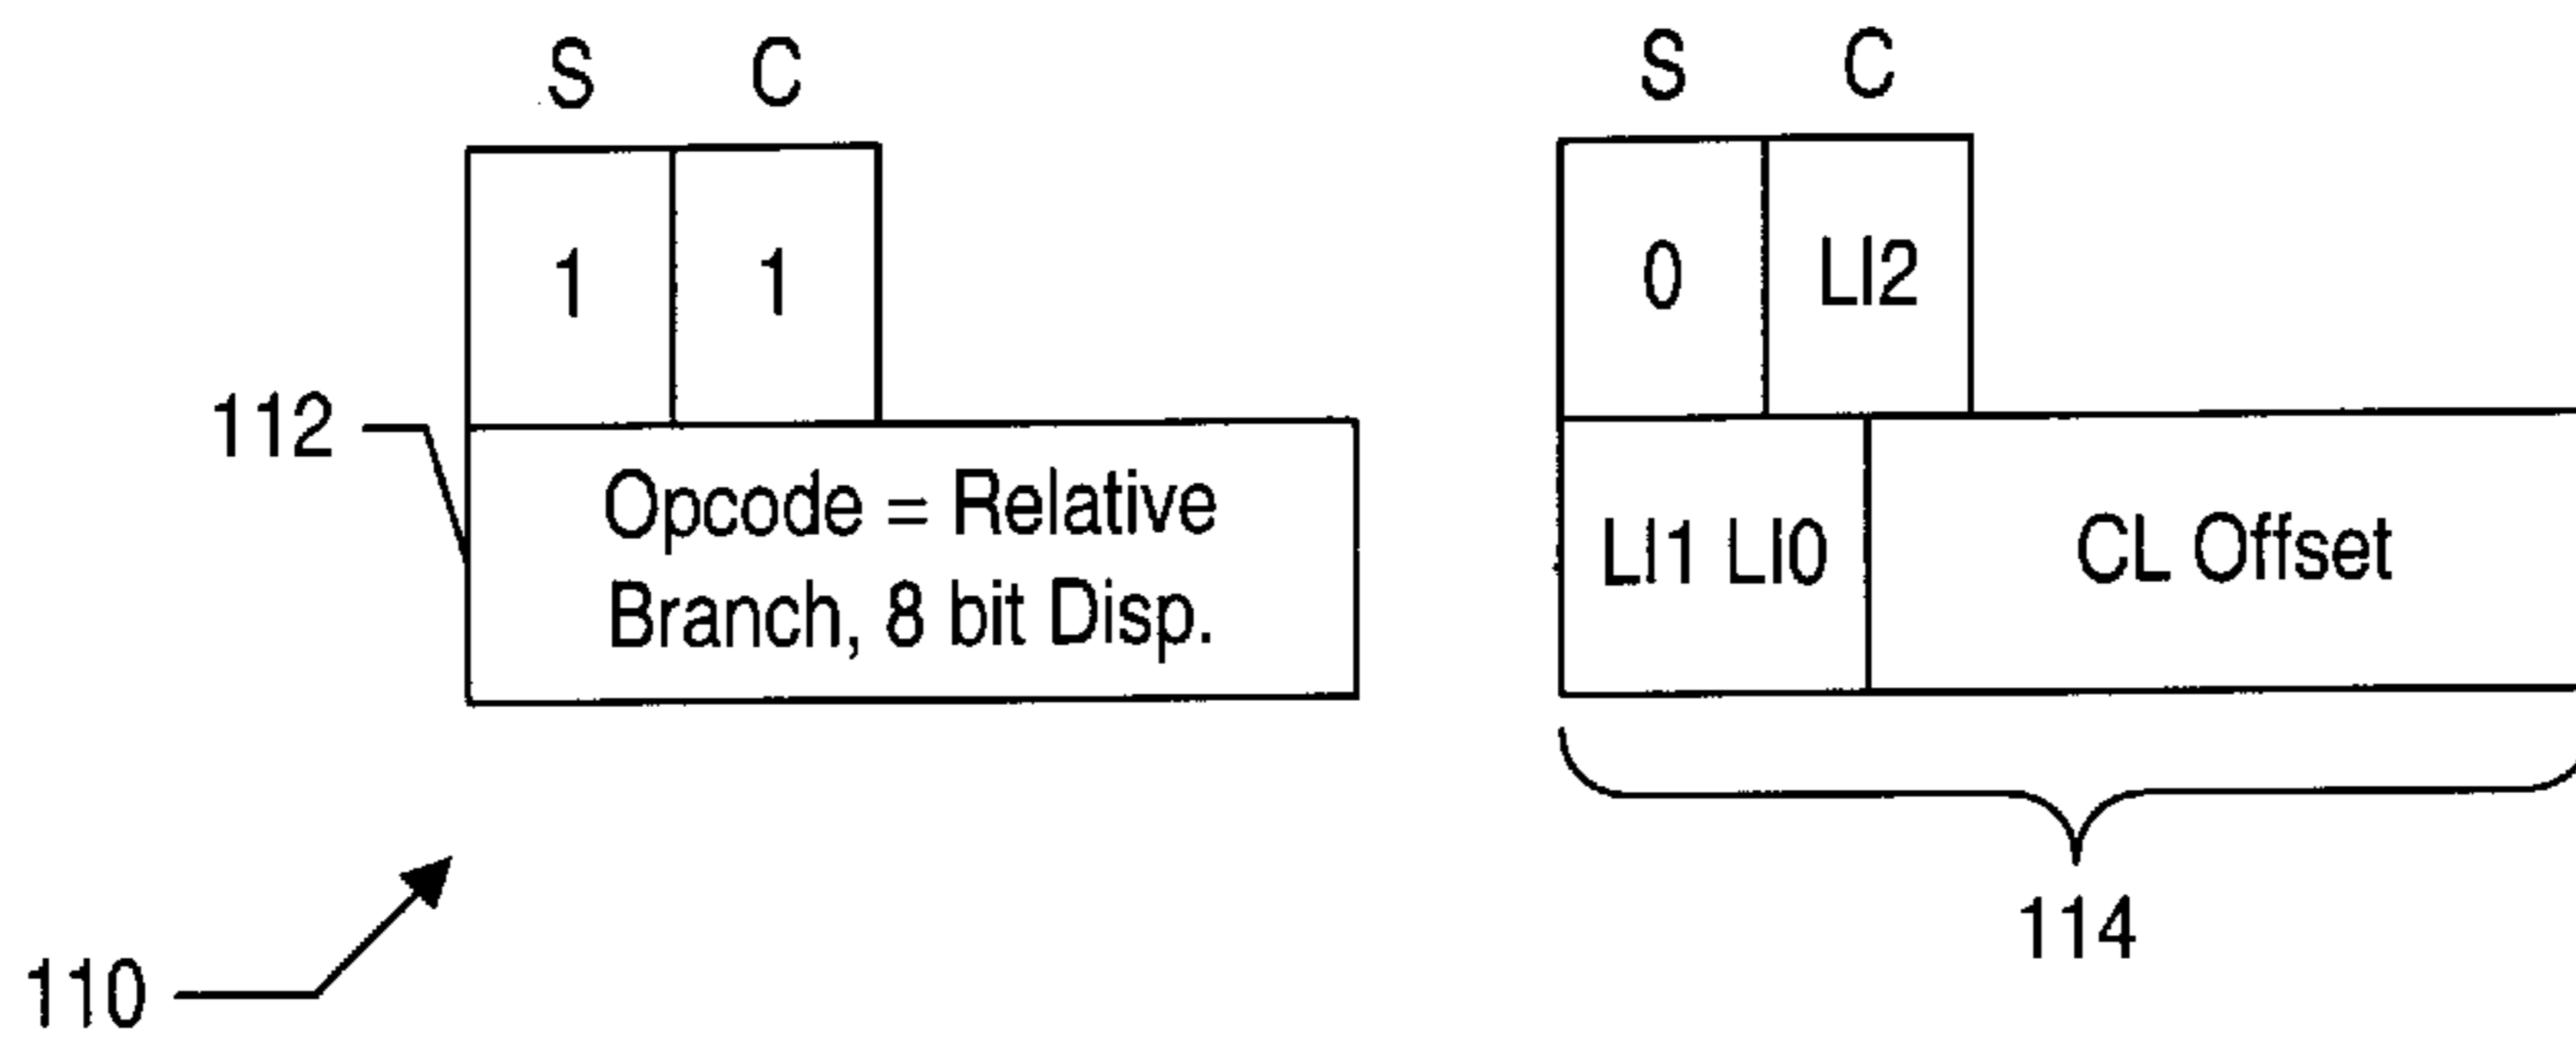 S C
S C
1 1
0 LI2
112
Opcode = Relative
Branch, 8 bit Disp.
LI1 LI0
CL Offset
114
110